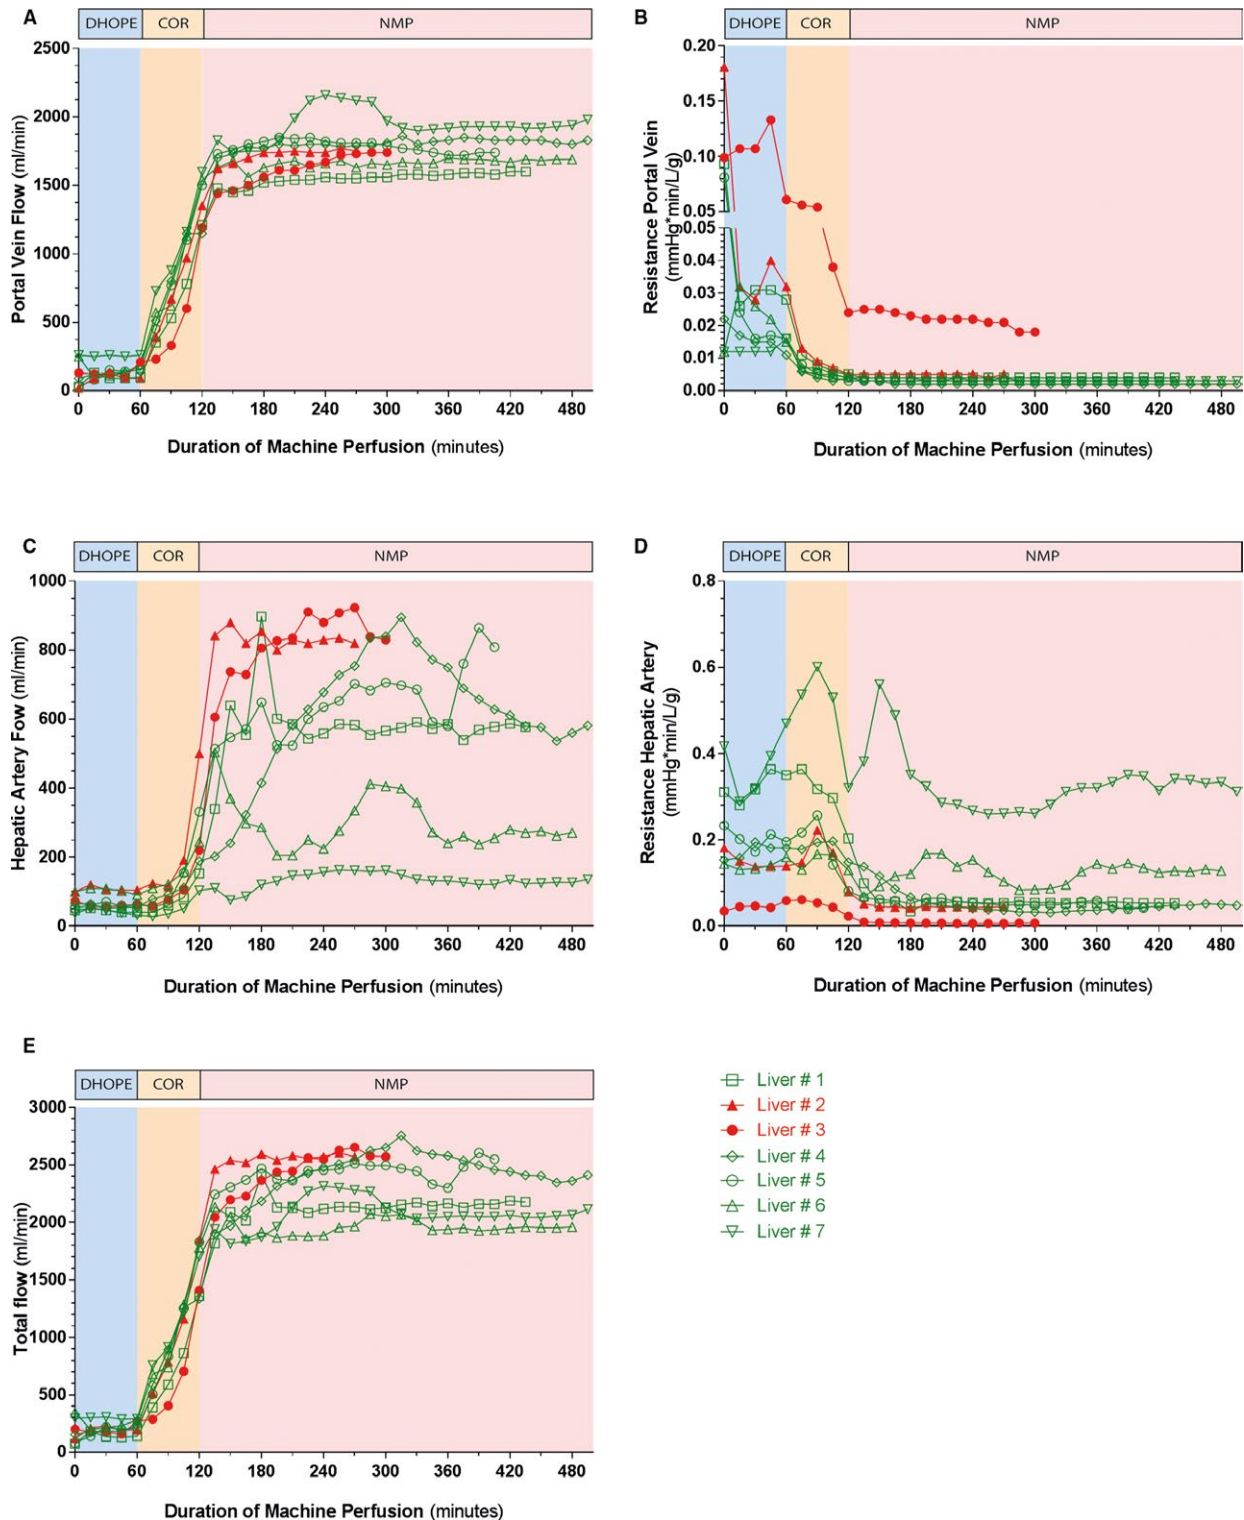 A
DHOPE COR NMP
2500
2000
1500
1000
500
0
Portal Vein Flow (ml/min)
0 60 120 180 240 300 360 420 480
Duration of Machine Perfusion (minutes)
B
DHOPE COR NMP
0.20
0.15
0.10
0.05
0.05
0.04
0.03
0.02
0.01
0.00
Resistance Portal Vein
(mmHg*min/L/g)
0 60 120 180 240 300 360 420 480
Duration of Machine Perfusion (minutes)
C
DHOPE COR NMP
1000
800
600
400
200
0
Hepatic Artery Fow (ml/min)
0 60 120 180 240 300 360 420 480
Duration of Machine Perfusion (minutes)
D
DHOPE COR NMP
0.8
0.6
0.4
0.2
0.0
Resistance Hepatic Artery
(mmHg*min/L/g)
0 60 120 180 240 300 360 420 480
Duration of Machine Perfusion (minutes)
E
DHOPE COR NMP
3000
2500
2000
1500
1000
500
0
Total flow (ml/min)
0 60 120 180 240 300 360 420 480
Duration of Machine Perfusion (minutes)
Liver # 1
Liver # 2
Liver # 3
Liver # 4
Liver # 5
Liver # 6
Liver # 7